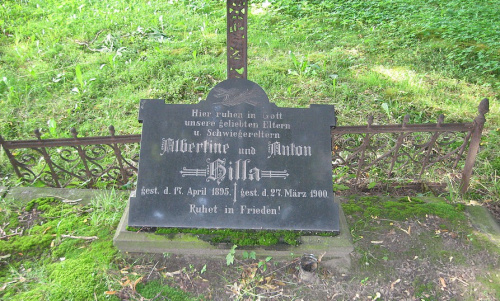 Hier ruhen in Gott
unsere geliebten Eltern
u. Schwiegereltern
Albertine und Anton
Hilla
gest. d. 17. April 1895. gest. d. 27. März 1900.
Ruhet in Frieden!